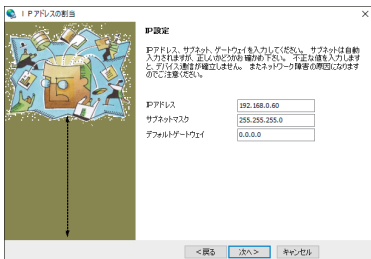 IPアドレスの割当
IP設定
IPアドレス、サブネット、ゲートウェイを入力してください。 サブネットは自動
入力されますが、正しいかどうかお確かめ下さい。 不正な値を入力します
と、デバイス通信が確立しません。 またネットワーク障害の原因になります
のでご注意ください。
IPアドレス 192.168.0.60
サブネットマスク 255.255.255.0
デフォルトゲートウェイ 0.0.0.0
<戻る 次へ> キャンセル